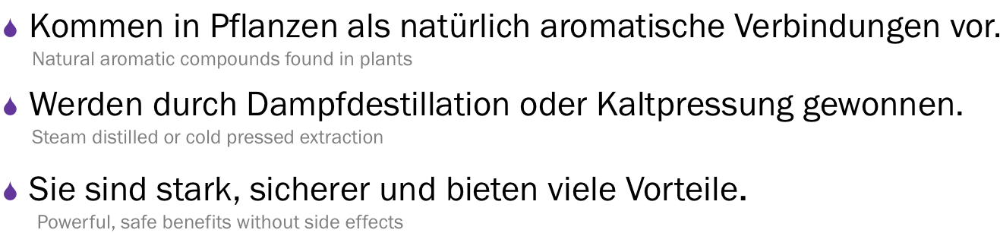 Kommen in Pflanzen als natürlich aromatische Verbindungen vor.
Natural aromatic compounds found in plants
Werden durch Dampfdestillation oder Kaltpressung gewonnen.
Steam distilled or cold pressed extraction
Sie sind stark, sicherer und bieten viele Vorteile.
Powerful, safe benefits without side effects